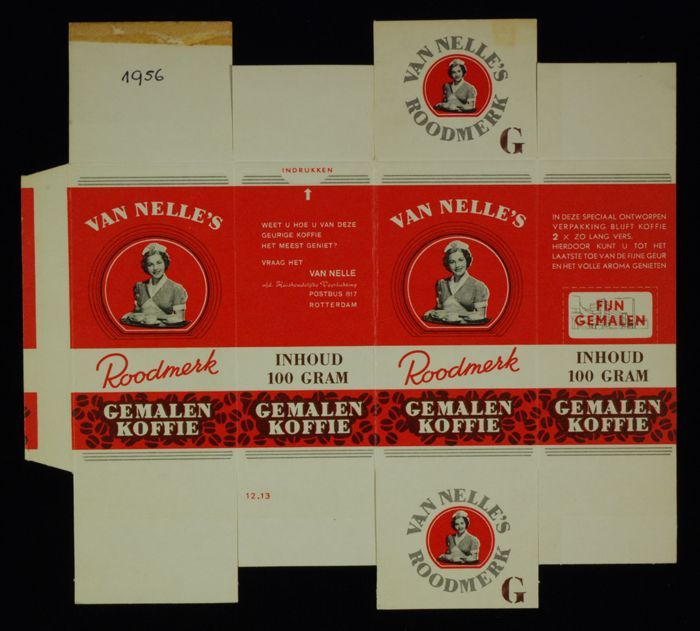 1956
VAN NELLE'S
ROODMERK
G
INDRUKKEN
VAN NELLE'S
Roodmerk
GEMALEN
KOFFIE
WEET U HOE U VAN DEZE
GEURIGE KOFFIE
HET MEEST GENIET?
VRAAG HET
VAN NELLE
afd. Huishoudelijke Voorlichting
POSTBUS 817
ROTTERDAM
INHOUD
100 GRAM
GEMALEN
KOFFIE
VAN NELLE'S
Roodmerk
GEMALEN
KOFFIE
IN DEZE SPECIAAL ONTWORPEN
VERPAKKING BLIJFT KOFFIE
2 x ZO LANG VERS.
HIERDOOR KUNT U TOT HET
LAATSTE TOE VAN DE FIJNE GEUR
EN HET VOLLE AROMA GENIETEN
FIJN
GEMALEN
INHOUD
100 GRAM
GEMALEN
KOFFIE
12.13
VAN NELLE'S
ROODMERK
G